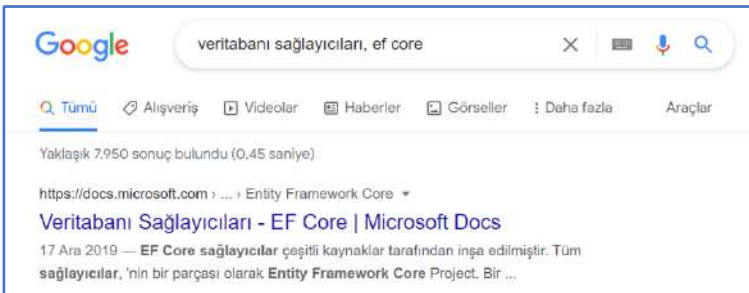 Google
veritabanı sağlayıcıları, ef core
Tümü Alışveriş Videolar Haberler Görseller Daha fazla Araçlar
Yaklaşık 7.950 sonuç bulundu (0,45 saniye)
https://docs.microsoft.com › ... › Entity Framework Core
Veritabanı Sağlayıcıları - EF Core | Microsoft Docs
17 Ara 2019 — EF Core sağlayıcılar çeşitli kaynaklar tarafından inşa edilmiştir. Tüm
sağlayıcılar, 'nin bir parçası olarak Entity Framework Core Project. Bir ...